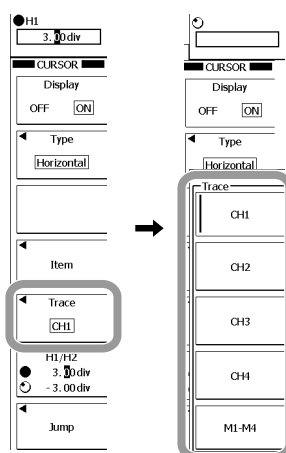 H1
3.00div
CURSOR
Display
OFF ON
Type
Horizontal
Item
Trace
CH1
H1/H2
3.00div
-3.00div
Jump
CURSOR
Display
OFF ON
Type
Horizontal
Trace
CH1
CH2
CH3
CH4
M1-M4